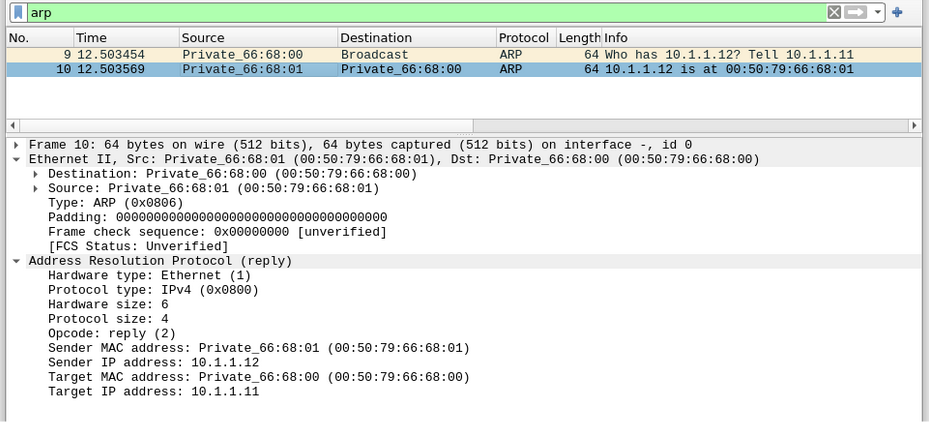 arp
No. Time Source Destination Protocol Length Info
9 12.503454 Private_66:68:00 Broadcast ARP 64 Who has 10.1.1.12? Tell 10.1.1.11
10 12.503569 Private_66:68:01 Private_66:68:00 ARP 64 10.1.1.12 is at 00:50:79:66:68:01
Frame 10: 64 bytes on wire (512 bits), 64 bytes captured (512 bits) on interface -, id 0
Ethernet II, Src: Private_66:68:01 (00:50:79:66:68:01), Dst: Private_66:68:00 (00:50:79:66:68:00)
Destination: Private_66:68:00 (00:50:79:66:68:00)
Source: Private_66:68:01 (00:50:79:66:68:01)
Type: ARP (0x0806)
Padding: 000000000000000000000000000000000000
Frame check sequence: 0x00000000 [unverified]
[FCS Status: Unverified]
Address Resolution Protocol (reply)
Hardware type: Ethernet (1)
Protocol type: IPv4 (0x0800)
Hardware size: 6
Protocol size: 4
Opcode: reply (2)
Sender MAC address: Private_66:68:01 (00:50:79:66:68:01)
Sender IP address: 10.1.1.12
Target MAC address: Private_66:68:00 (00:50:79:66:68:00)
Target IP address: 10.1.1.11